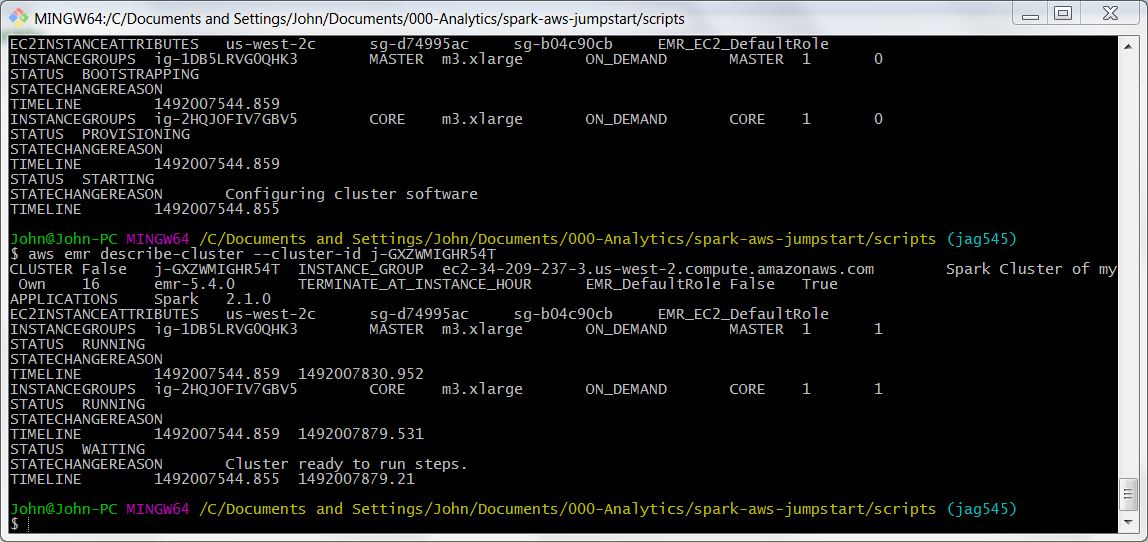 MINGW64:/C/Documents and Settings/John/Documents/000-Analytics/spark-aws-jumpstart/scripts
EC2INSTANCEATTRIBUTES us-west-2c sg-d74995ac sg-b04c90cb EMR_EC2_DefaultRole
INSTANCEGROUPS ig-1DB5LRVGOQHK3 MASTER m3.xlarge ON_DEMAND MASTER 1 0
STATUS BOOTSTRAPPING
STATECHANGEREASON
TIMELINE 1492007544.859
INSTANCEGROUPS ig-2HQJOFIV7GBV5 CORE m3.xlarge ON_DEMAND CORE 1 0
STATUS PROVISIONING
STATECHANGEREASON
TIMELINE 1492007544.859
STATUS STARTING
STATECHANGEREASON Configuring cluster software
TIMELINE 1492007544.855
John@John-PC MINGW64 /C/Documents and Settings/John/Documents/000-Analytics/spark-aws-jumpstart/scripts (jag545)
$ aws emr describe-cluster --cluster-id j-GXZWMIGHR54T
CLUSTER False j-GXZWMIGHR54T INSTANCE_GROUP ec2-34-209-237-3.us-west-2.compute.amazonaws.com Spark Cluster of my
Own 16 emr-5.4.0 TERMINATE_AT_INSTANCE_HOUR EMR_DefaultRole False True
APPLICATIONS Spark 2.1.0
EC2INSTANCEATTRIBUTES us-west-2c sg-d74995ac sg-b04c90cb EMR_EC2_DefaultRole
INSTANCEGROUPS ig-1DB5LRVGOQHK3 MASTER m3.xlarge ON_DEMAND MASTER 1 1
STATUS RUNNING
STATECHANGEREASON
TIMELINE 1492007544.859 1492007830.952
INSTANCEGROUPS ig-2HQJOFIV7GBV5 CORE m3.xlarge ON_DEMAND CORE 1 1
STATUS RUNNING
STATECHANGEREASON
TIMELINE 1492007544.859 1492007879.531
STATUS WAITING
STATECHANGEREASON Cluster ready to run steps.
TIMELINE 1492007544.855 1492007879.21
John@John-PC MINGW64 /C/Documents and Settings/John/Documents/000-Analytics/spark-aws-jumpstart/scripts (jag545)
$